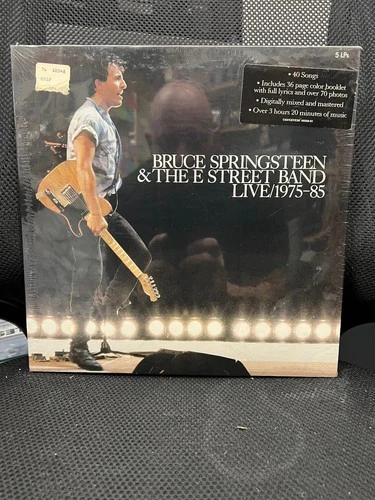 5 LPs
• 40 Songs
• Includes 36 page color booklet
with full lyrics and over 70 photos
• Digitally mixed and mastered
• Over 3 hours 20 minutes of music
BRUCE SPRINGSTEEN
& THE E STREET BAND
LIVE/1975-85